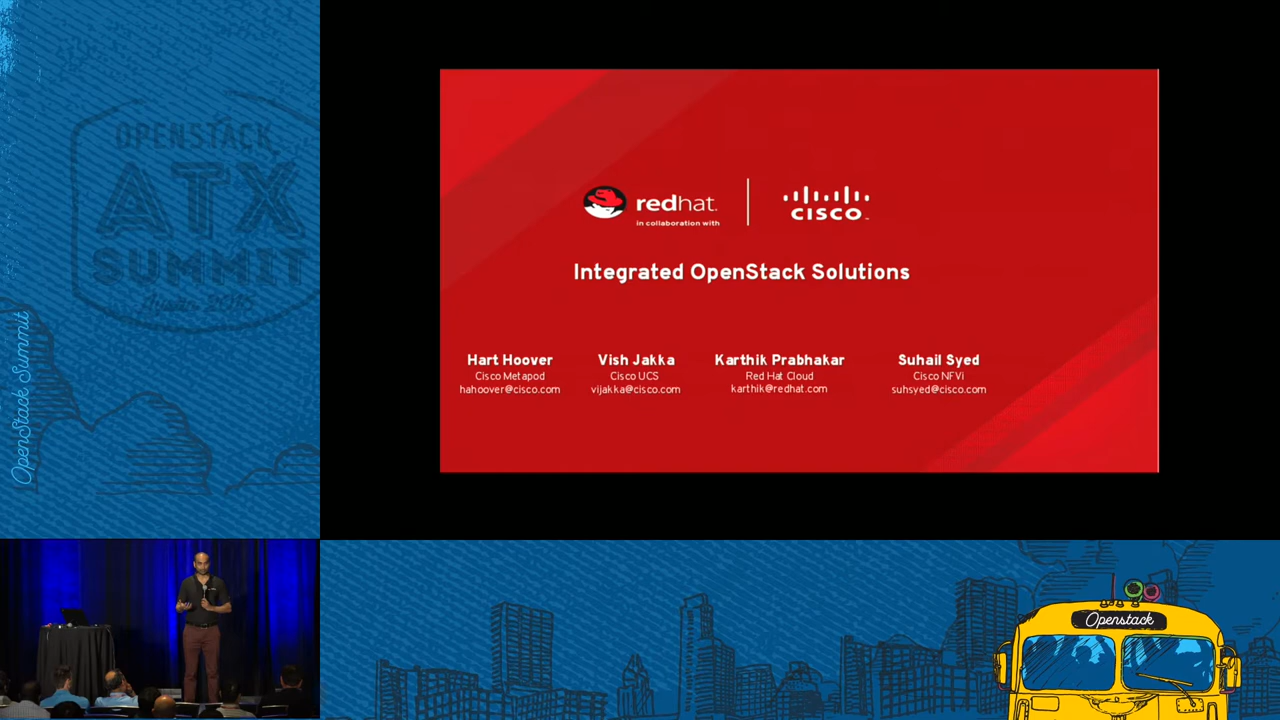 OPENSTACK
ATX
SUMMIT
Austin 2016
OpenStack Summit
redhat.
in collaboration with
CISCO
Integrated OpenStack Solutions
Hart Hoover
Cisco Metapod
hahoover@cisco.com
Vish Jakka
Cisco UCS
vijakka@cisco.com
Karthik Prabhakar
Red Hat Cloud
karthik@redhat.com
Suhail Syed
Cisco NFVi
suhsyed@cisco.com
Openstack